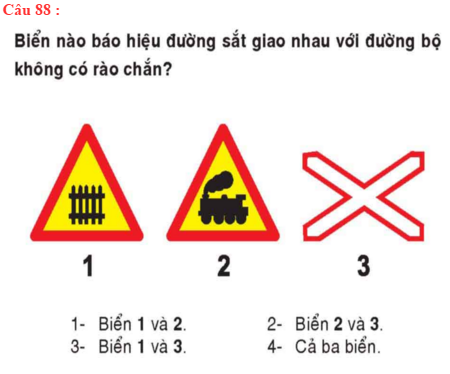 Câu 88 :
Biển nào báo hiệu đường sắt giao nhau với đường bộ
không có rào chắn?
1 2 3
1- Biển 1 và 2. 2- Biển 2 và 3.
3- Biển 1 và 3. 4- Cả ba biển.